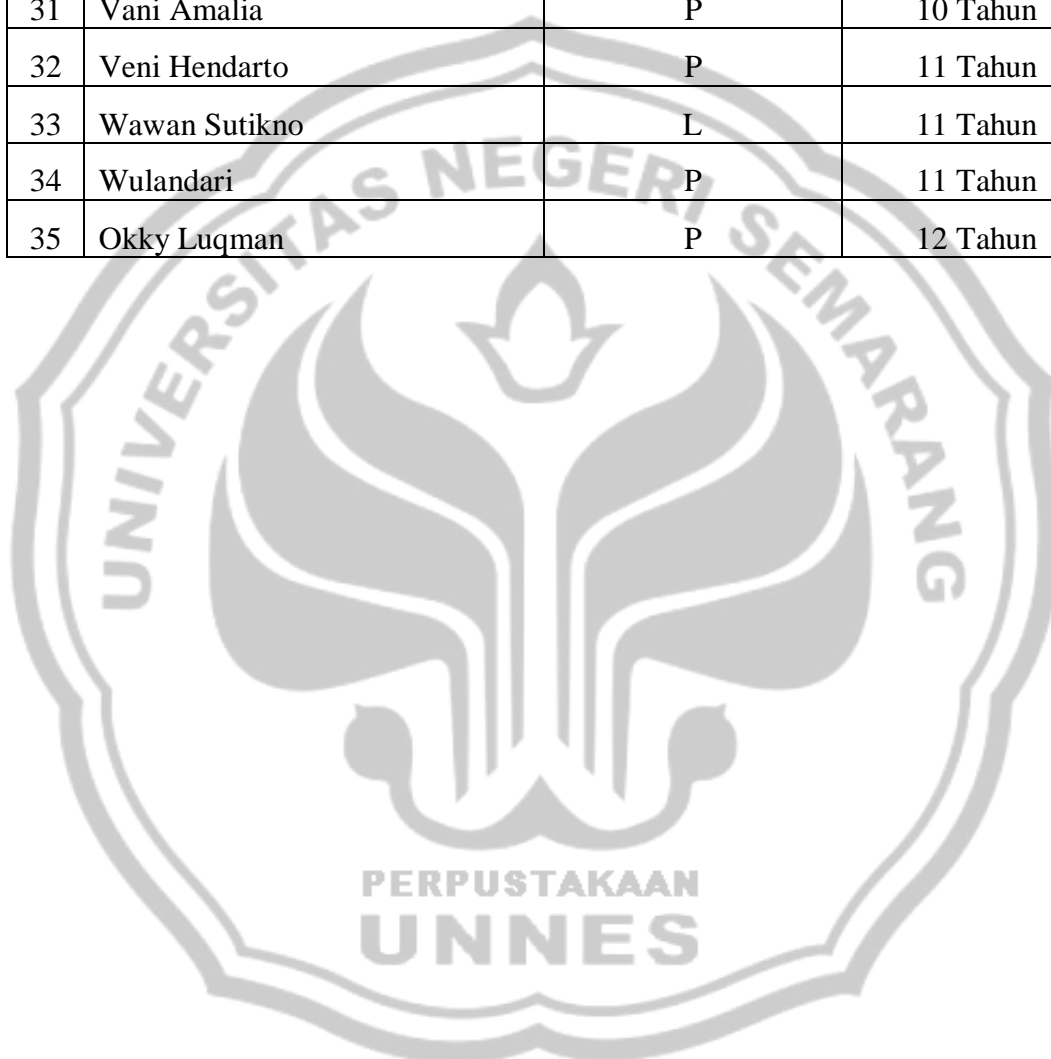 31 Vani Amalia P 10 Tahun
32 Veni Hendarto P 11 Tahun
33 Wawan Sutikno L 11 Tahun
34 Wulandari P 11 Tahun
35 Okky Luqman P 12 Tahun
UNIVERSITAS NEGERI SEMARANG
PERPUSTAKAAN
UNNES